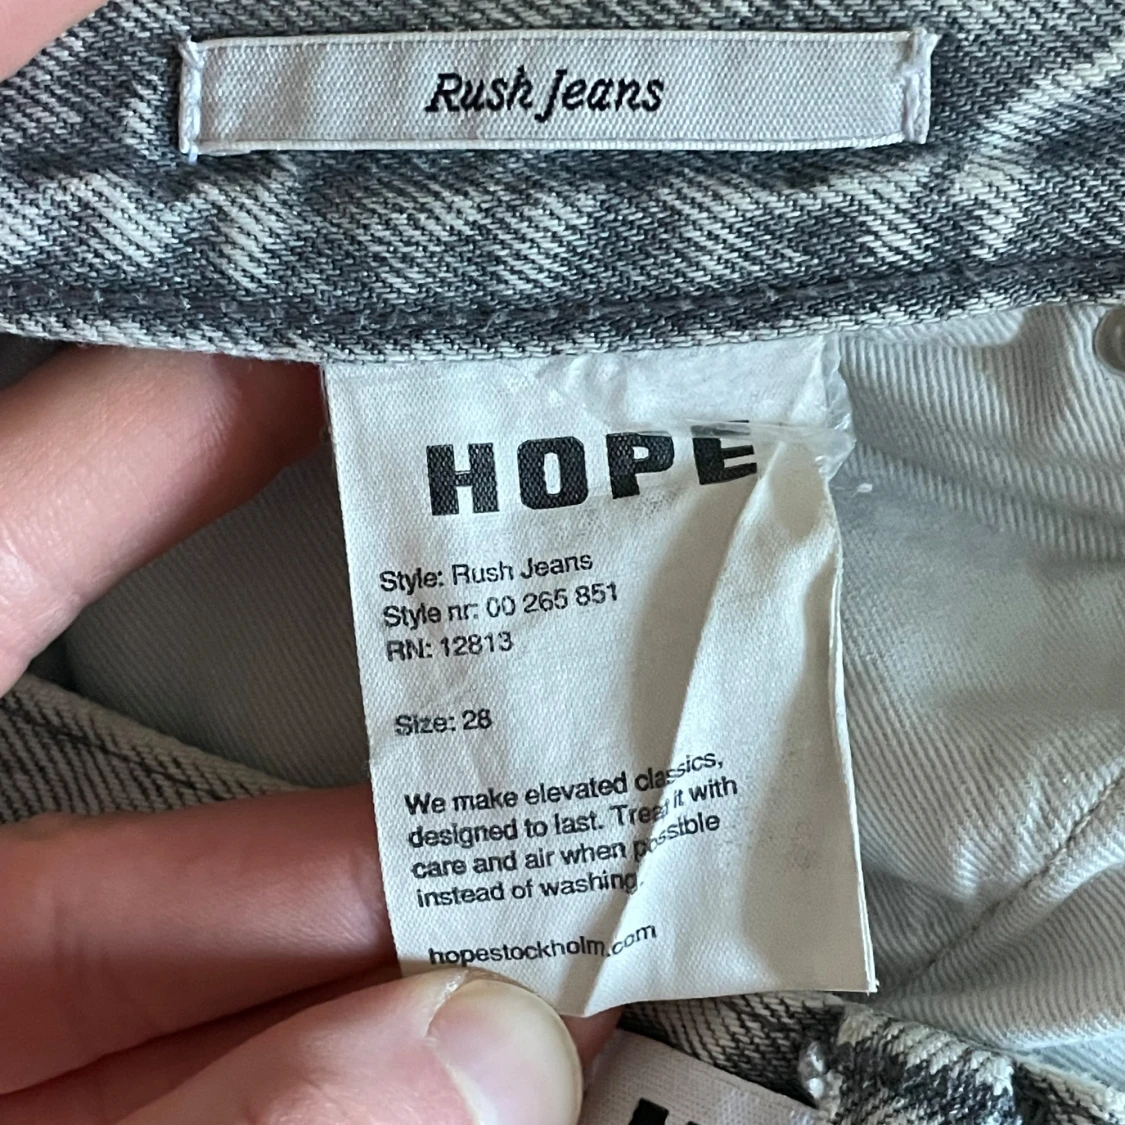 Rush Jeans
HOPE
Style: Rush Jeans
Style nr: 00 265 851
RN: 12813
Size: 28
We make elevated classics,
designed to last. Treat it with
care and air when possible
instead of washing.
hopestockholm.com